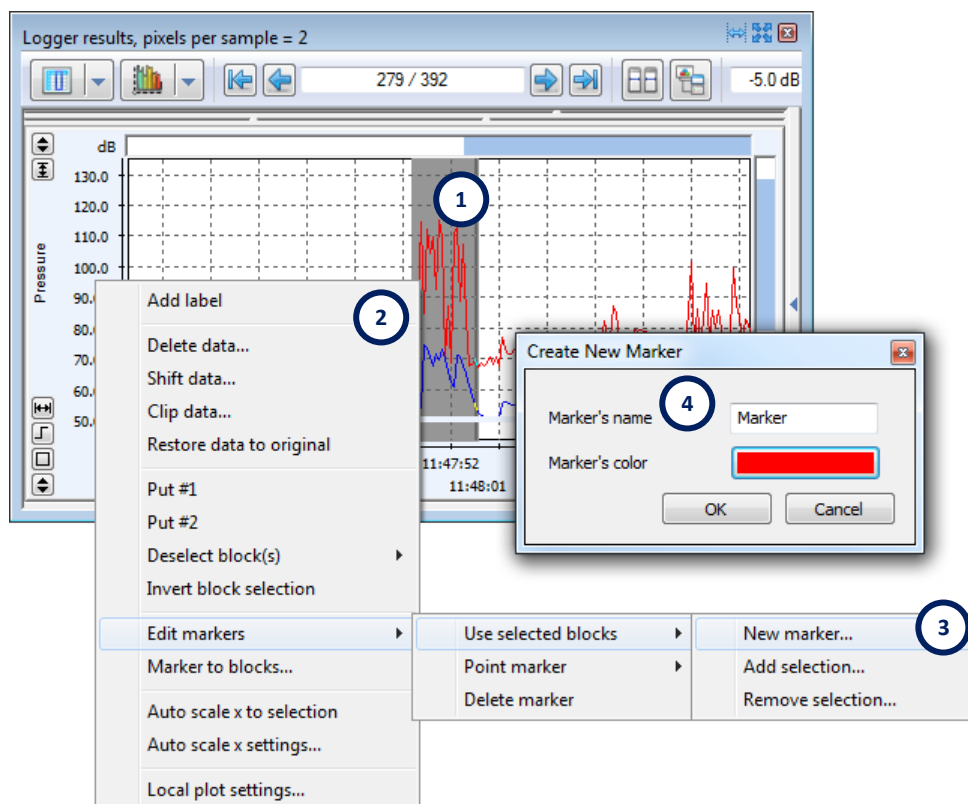 Logger results, pixels per sample = 2
279 / 392
-5.0 dB
dB
130.0
120.0
110.0
100.0
90.
80.
70.
60.
50.
Pressure
1
11:47:52
11:48:01
2
Add label
Delete data...
Shift data...
Clip data...
Restore data to original
Put #1
Put #2
Deselect block(s)
Invert block selection
Edit markers
Marker to blocks...
Auto scale x to selection
Auto scale x settings...
Local plot settings...
Use selected blocks
Point marker
Delete marker
3
New marker...
Add selection...
Remove selection...
Create New Marker
4
Marker's name
Marker
Marker's color
OK
Cancel